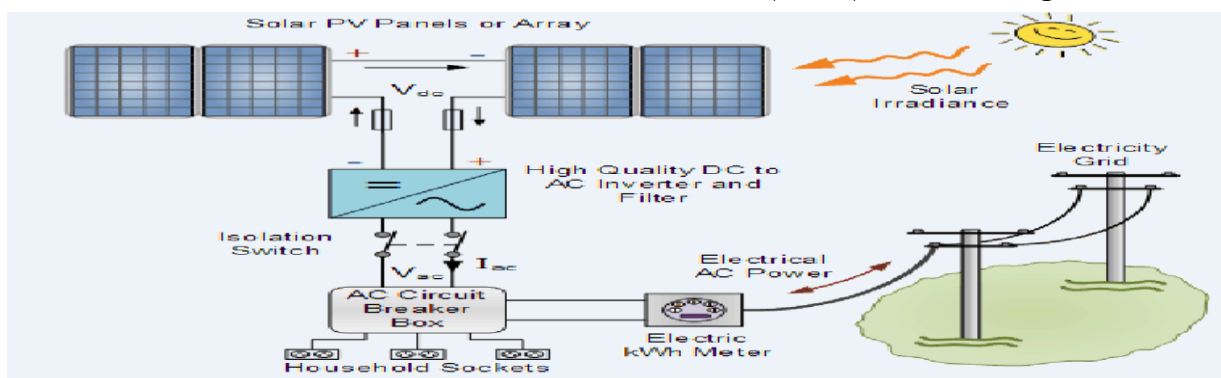 Solar PV Panels or Array
+
-
Vdc
Solar
Irradiance
Electricity
Grid
-
+
High Quality DC to
AC Inverter and
Filter
Isolation
Switch
Vac
Iac
Electrical
AC Power
AC Circuit
Breaker
Box
Electric
kWh Meter
Household Sockets